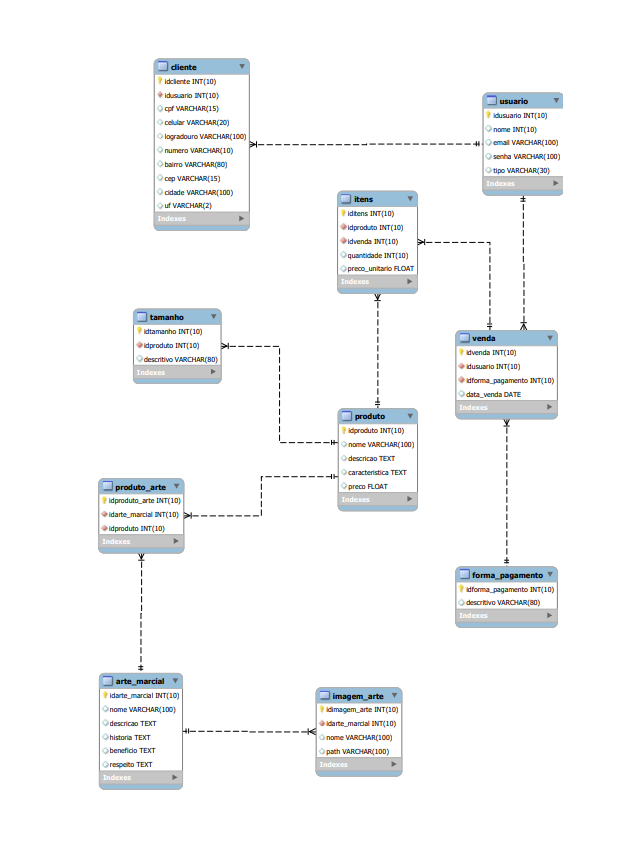 cliente
idcliente INT(10)
idusuario INT(10)
cpf VARCHAR(15)
celular VARCHAR(20)
logradouro VARCHAR(100)
numero VARCHAR(10)
bairro VARCHAR(80)
cep VARCHAR(15)
cidade VARCHAR(100)
uf VARCHAR(2)
Indexes
usuario
idusuario INT(10)
nome INT(10)
email VARCHAR(100)
senha VARCHAR(100)
tipo VARCHAR(30)
Indexes
itens
iditens INT(10)
idproduto INT(10)
idvenda INT(10)
quantidade INT(10)
preco_unitario FLOAT
Indexes
tamanho
idtamanho INT(10)
idproduto INT(10)
descritivo VARCHAR(80)
Indexes
venda
idvenda INT(10)
idusuario INT(10)
idforma_pagamento INT(10)
data_venda DATE
Indexes
produto
idproduto INT(10)
nome VARCHAR(100)
descricao TEXT
caracteristica TEXT
preco FLOAT
Indexes
produto_arte
idproduto_arte INT(10)
idarte_marcial INT(10)
idproduto INT(10)
Indexes
forma_pagamento
idforma_pagamento INT(10)
descritivo VARCHAR(80)
Indexes
arte_marcial
idarte_marcial INT(10)
nome VARCHAR(100)
descricao TEXT
historia TEXT
beneficio TEXT
respeito TEXT
Indexes
imagem_arte
idimagem_arte INT(10)
idarte_marcial INT(10)
nome VARCHAR(100)
path VARCHAR(100)
Indexes